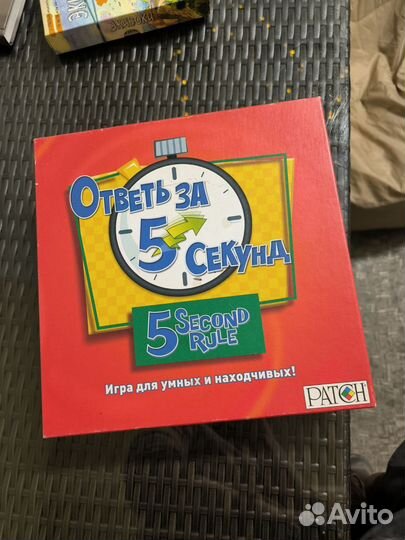 ОТВЕТЬ ЗА
5
СЕКУНД
5 SECOND
RULE
Игра для умных и находчивых!
PATCH
Avito